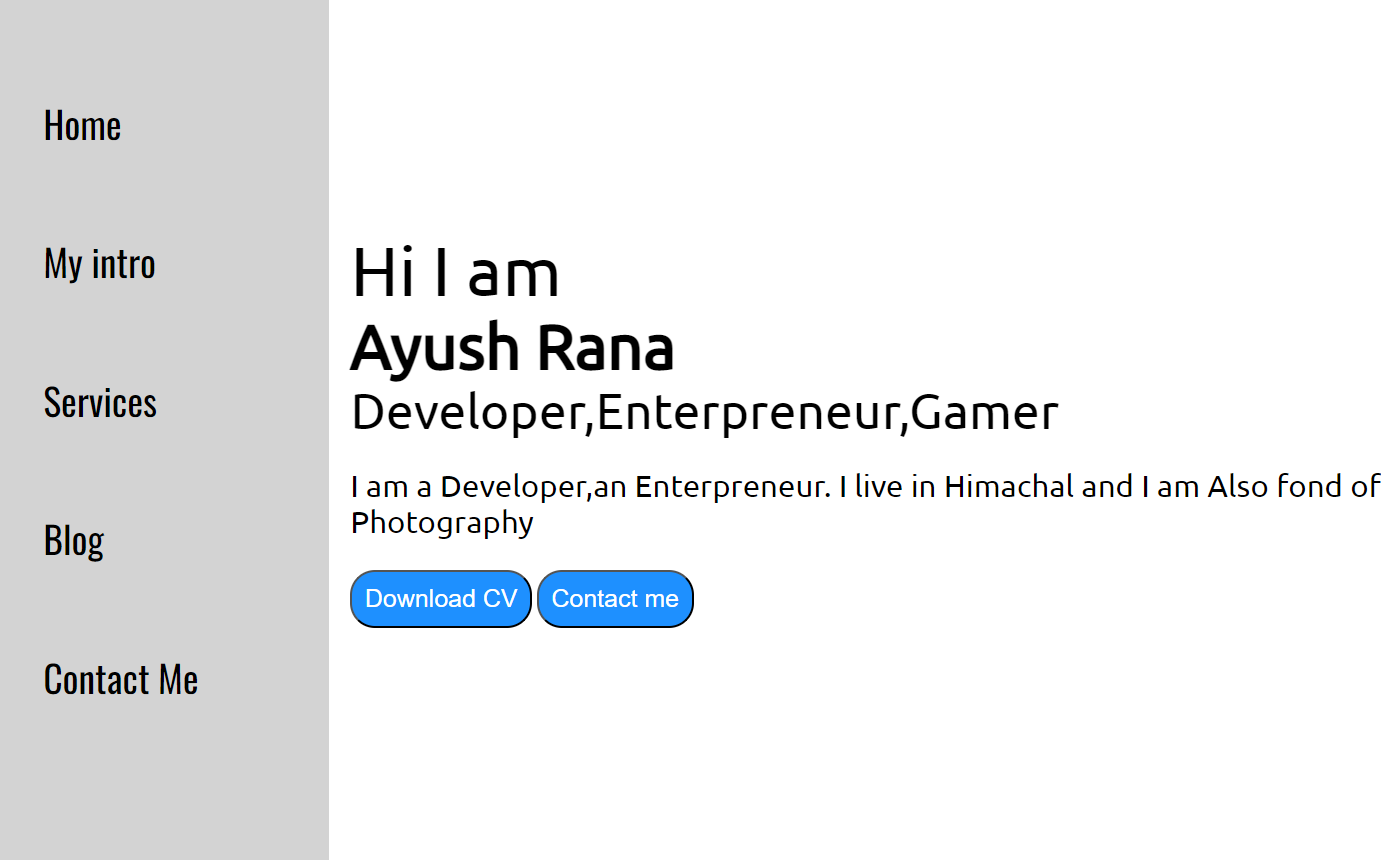 Home
My intro
Services
Blog
Contact Me
Hi I am
Ayush Rana
Developer,Enterpreneur,Gamer
I am a Developer,an Enterpreneur. I live in Himachal and I am Also fond of
Photography
Download CV
Contact me